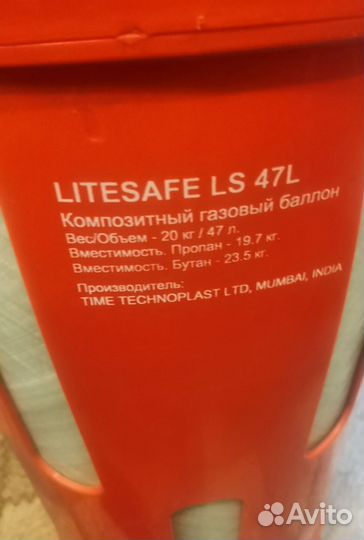 LITESAFE LS 47L
Композитный газовый баллон
Вес/Объем - 20 кг / 47 л.
Вместимость. Пропан - 19.7 кг.
Вместимость. Бутан - 23.5 кг.
Производитель:
TIME TECHNOPLAST LTD, MUMBAI, INDIA
Avito